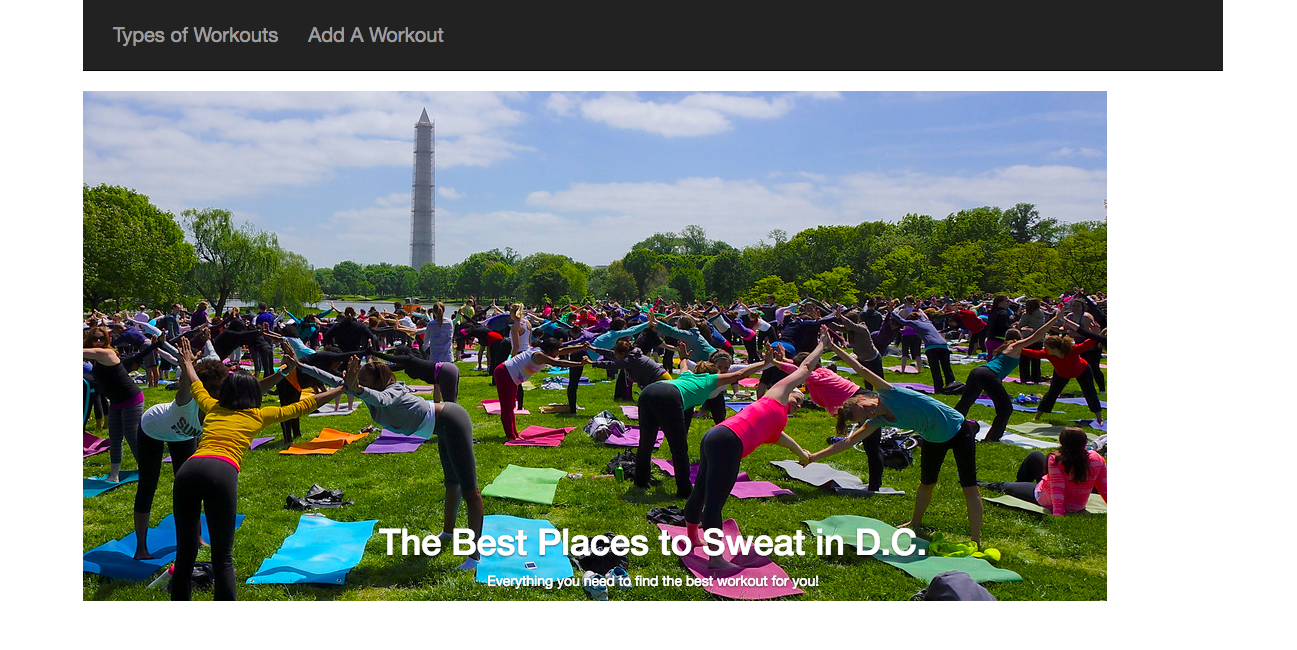 Types of Workouts Add A Workout
The Best Places to Sweat in D.C.
Everything you need to find the best workout for you!